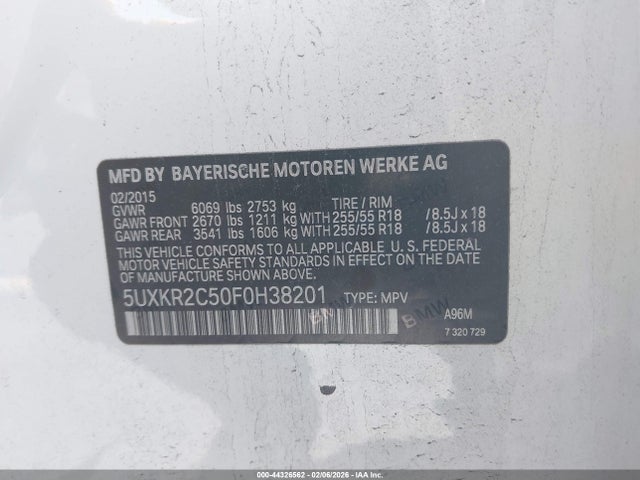 MFD BY BAYERISCHE MOTOREN WERKE AG
02/2015
GVWR 6069 lbs 2753 kg TIRE / RIM
GAWR FRONT 2670 lbs 1211 kg WITH 255/55 R18 /8.5J x 18
GAWR REAR 3541 lbs 1606 kg WITH 255/55 R18 /8.5J x 18
THIS VEHICLE CONFORMS TO ALL APPLICABLE U. S. FEDERAL
MOTOR VEHICLE SAFETY STANDARDS IN EFFECT ON THE DATE
OF MANUFACTURE SHOWN ABOVE.
5UXKR2C50F0H38201 TYPE: MPV
BMW BMW A96M
7 320 729
000-44326562 - 02/06/2026 - IAA Inc.